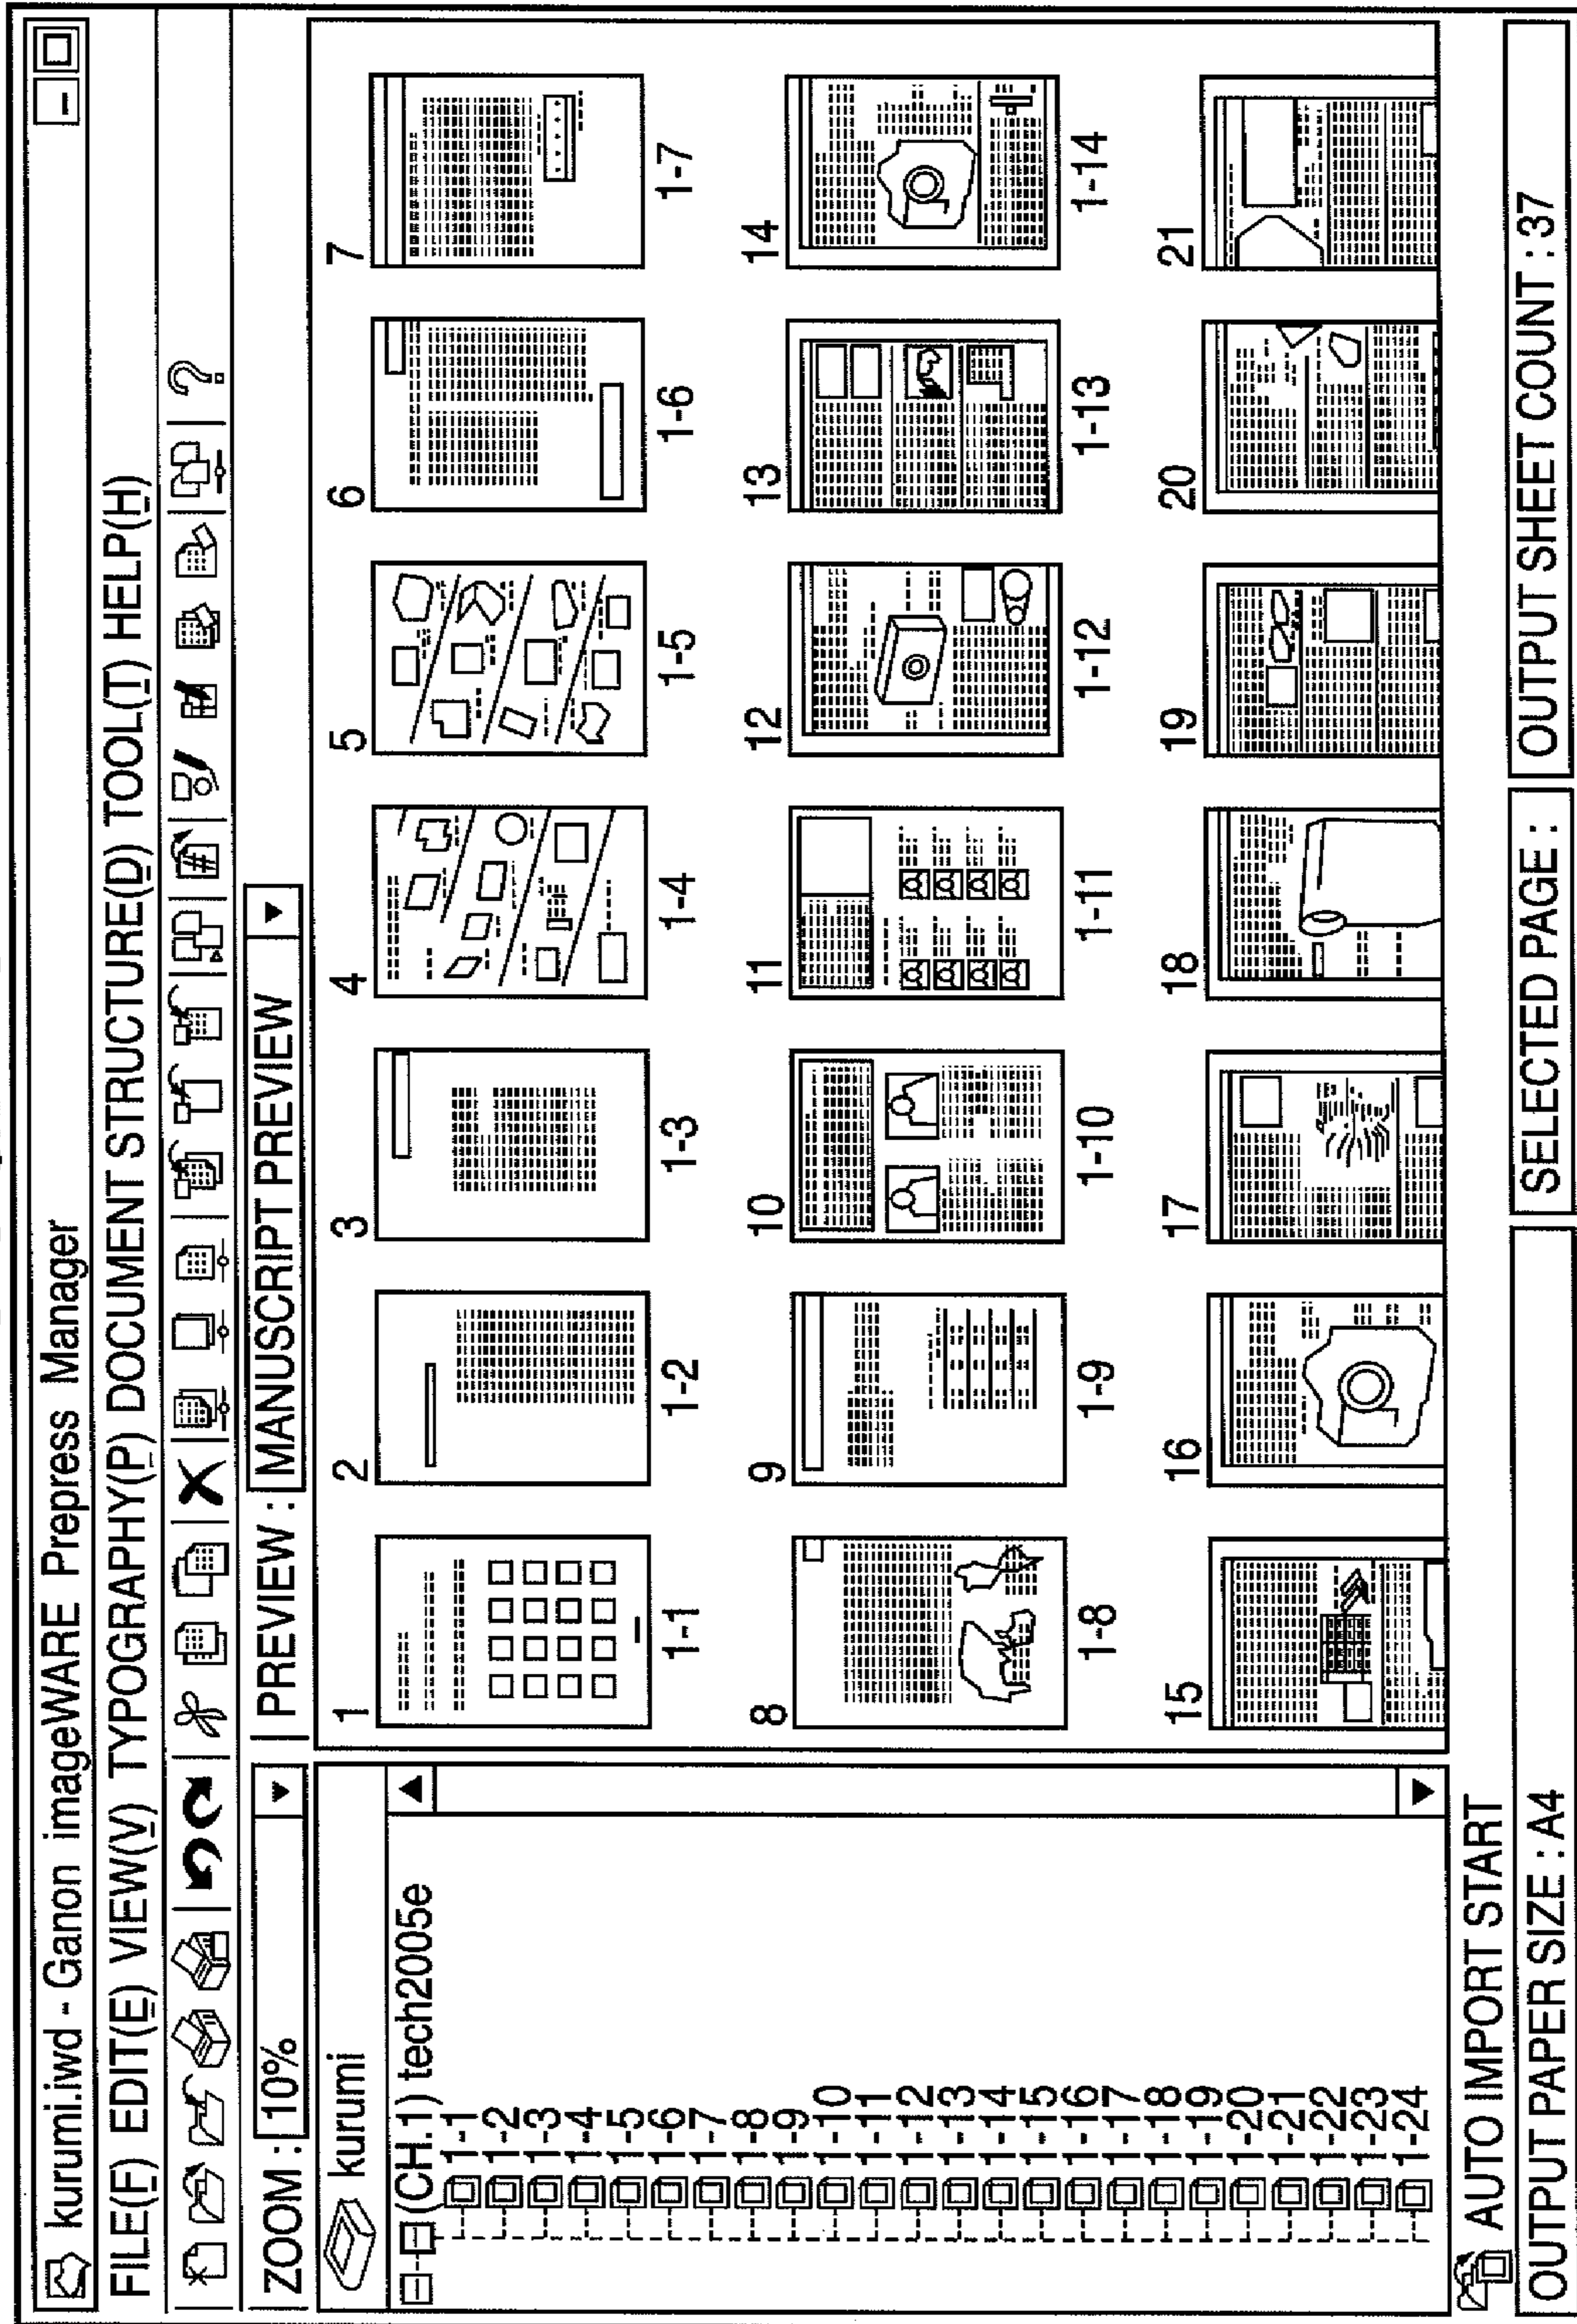 kurumi.iwd - Ganon imageWARE Prepress Manager
FILE(F) EDIT(E) VIEW(V) TYPOGRAPHY(P) DOCUMENT STRUCTURE(D) TOOL(T) HELP(H)
ZOOM : 10% PREVIEW : MANUSCRIPT PREVIEW
kurumi
(CH.1) tech2005e
1-1
1-2
1-3
1-4
1-5
1-6
1-7
1-8
1-9
1-10
1-11
1-12
1-13
1-14
1-15
1-16
1-17
1-18
1-19
1-20
1-21
1-22
1-23
1-24
1 2 3 4 5 6 7
1-1 1-2 1-3 1-4 1-5 1-6 1-7
8 9 10 11 12 13 14
1-8 1-9 1-10 1-11 1-12 1-13 1-14
15 16 17 18 19 20 21
AUTO IMPORT START
OUTPUT PAPER SIZE : A4 SELECTED PAGE : OUTPUT SHEET COUNT : 37